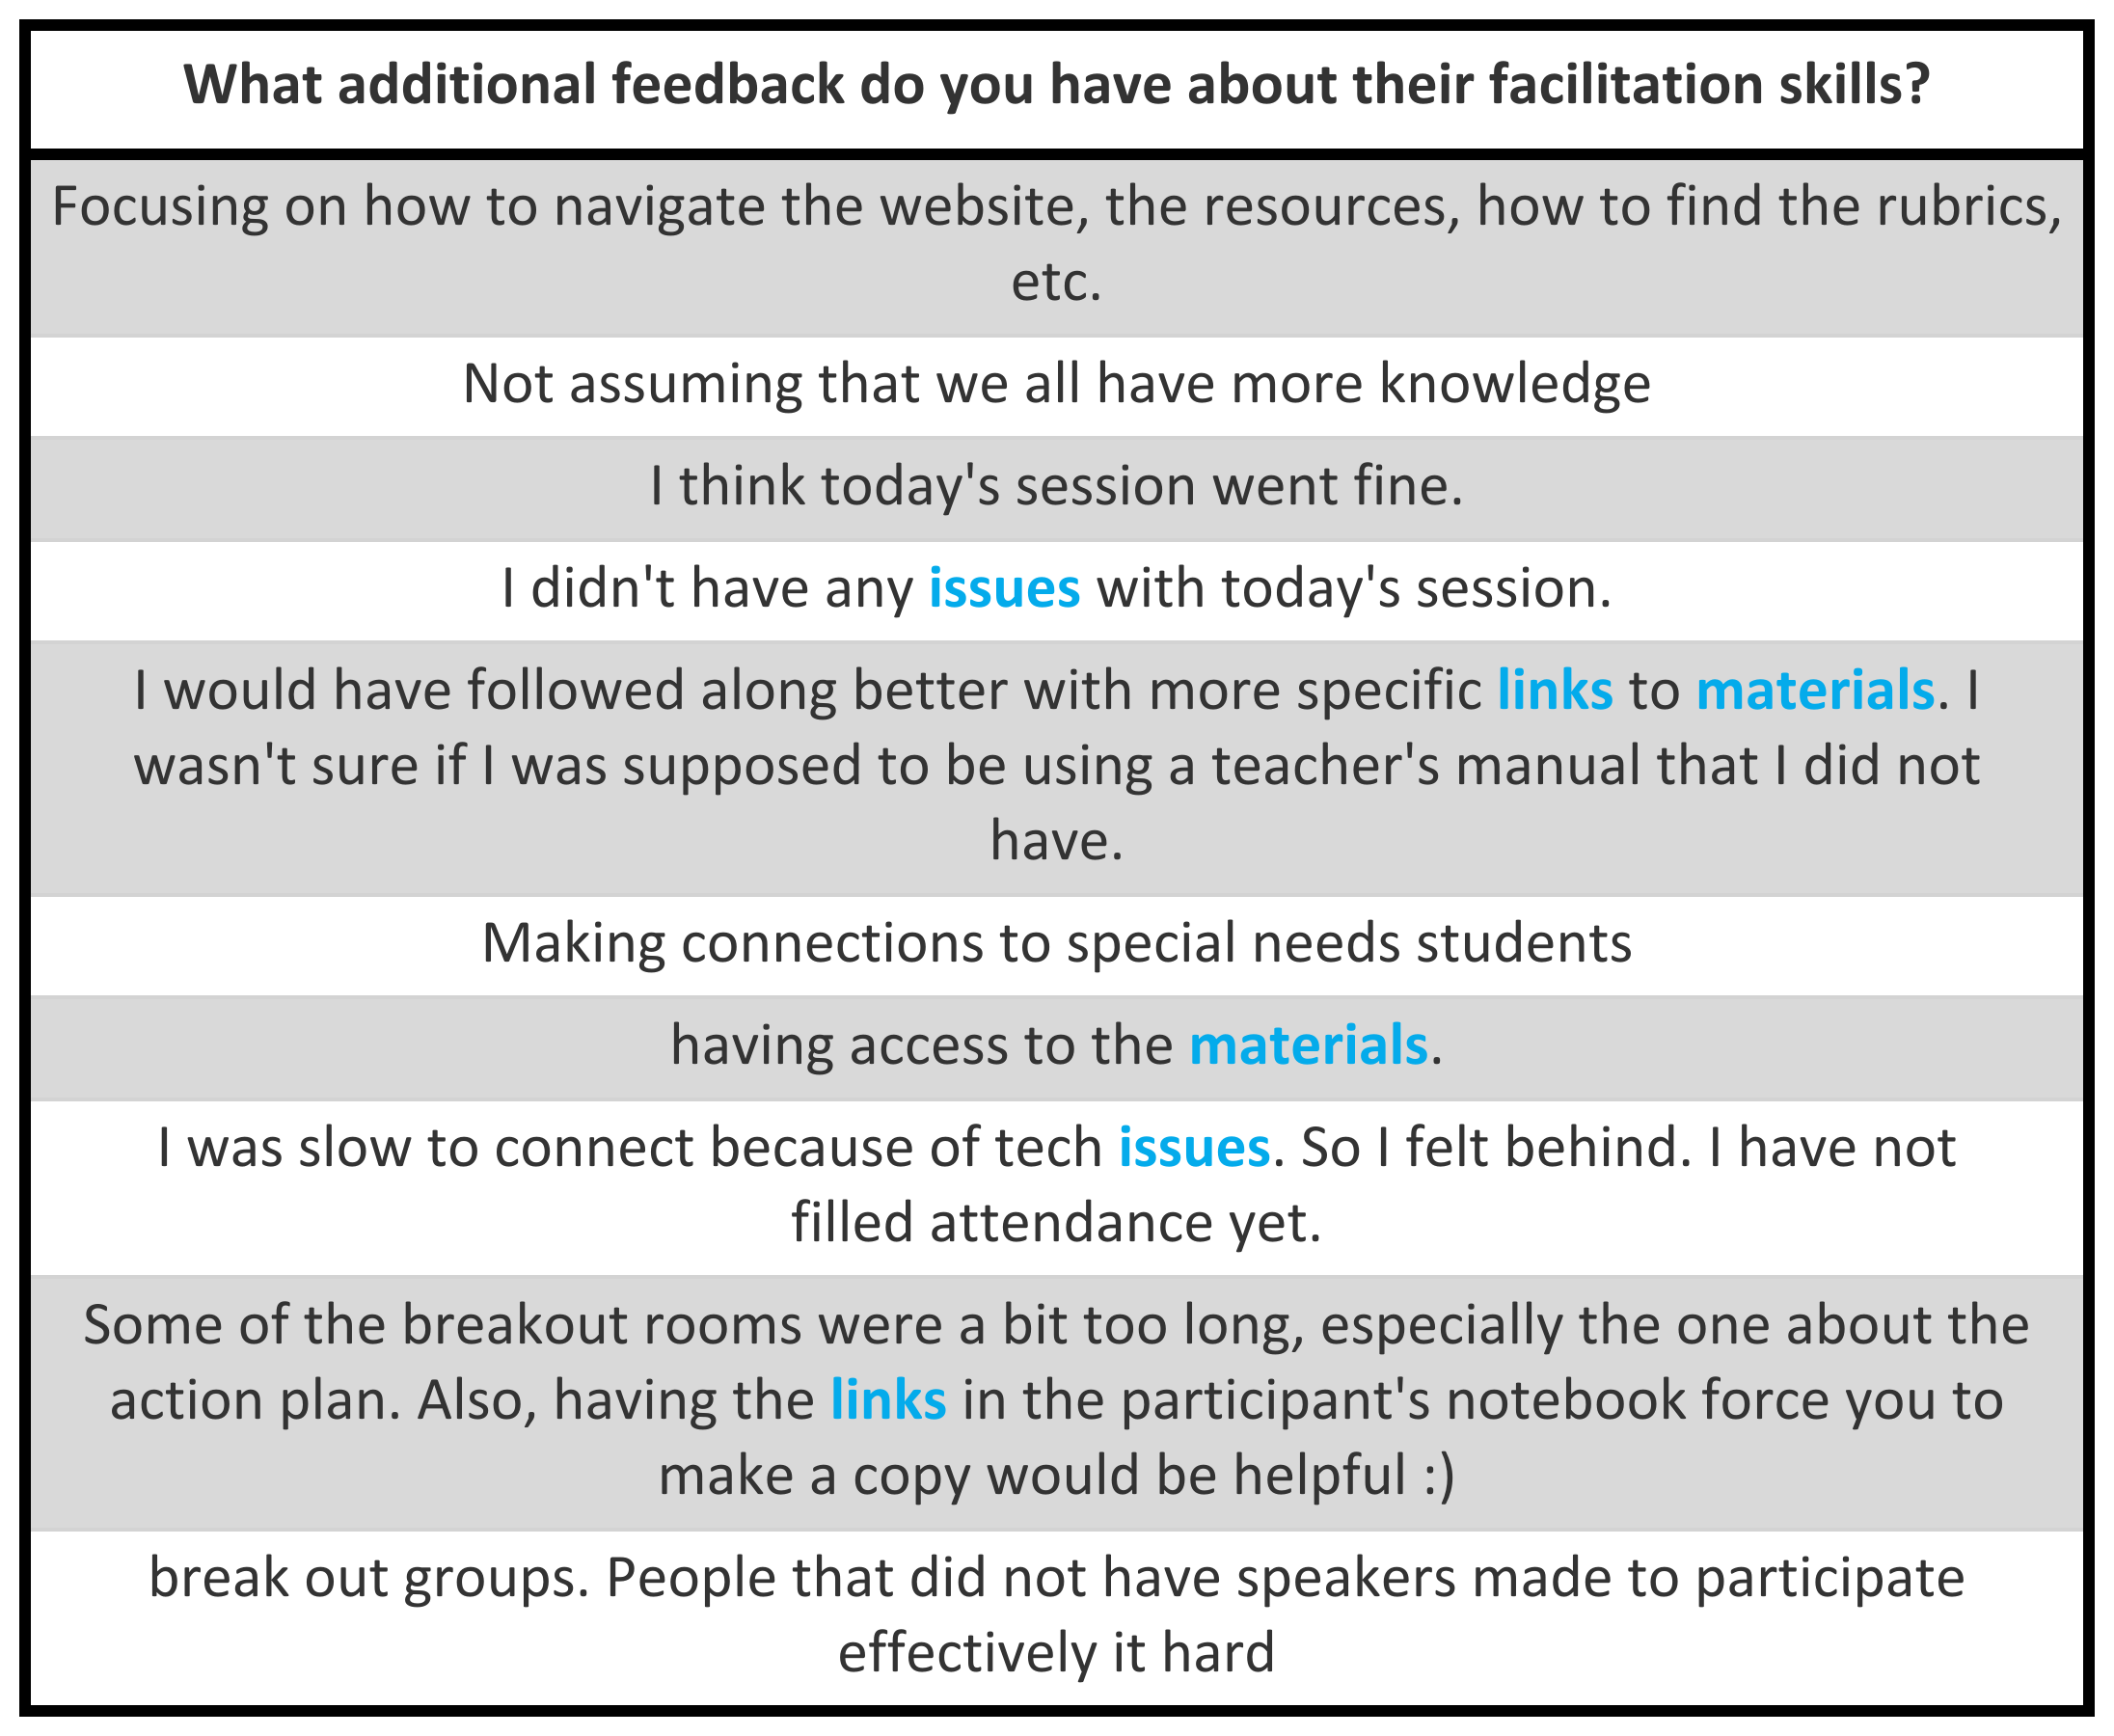 What additional feedback do you have about their facilitation skills?
Focusing on how to navigate the website, the resources, how to find the rubrics,
etc.
Not assuming that we all have more knowledge
I think today's session went fine.
I didn't have any issues with today's session.
I would have followed along better with more specific links to materials. I
wasn't sure if I was supposed to be using a teacher's manual that I did not
have.
Making connections to special needs students
having access to the materials.
I was slow to connect because of tech issues. So I felt behind. I have not
filled attendance yet.
Some of the breakout rooms were a bit too long, especially the one about the
action plan. Also, having the links in the participant's notebook force you to
make a copy would be helpful :)
break out groups. People that did not have speakers made to participate
effectively it hard